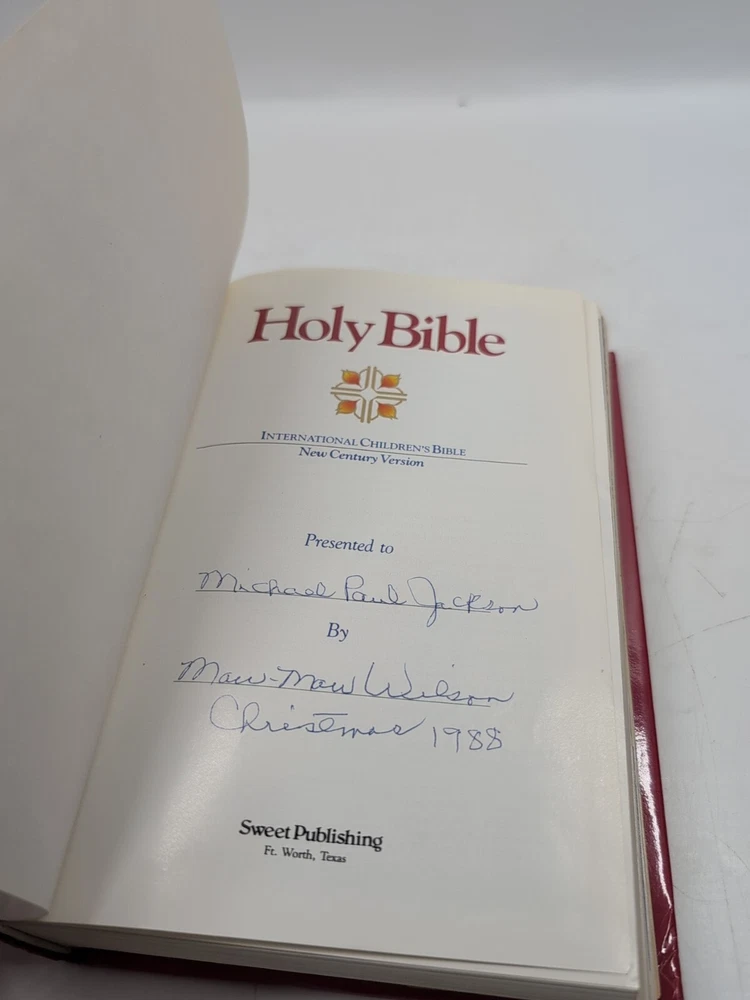 Holy Bible
INTERNATIONAL CHILDREN'S BIBLE
New Century Version
Presented to
Michael Paul Jackson
By
Maw-Maw Wilson
Christmas 1988
Sweet Publishing
Ft. Worth, Texas